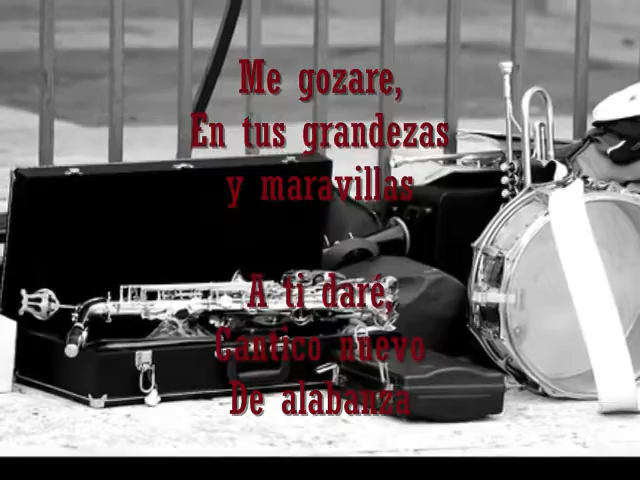 Me gozare,
En tus grandezas
y maravillas
A ti daré,
Cantico nuevo
De alabanza